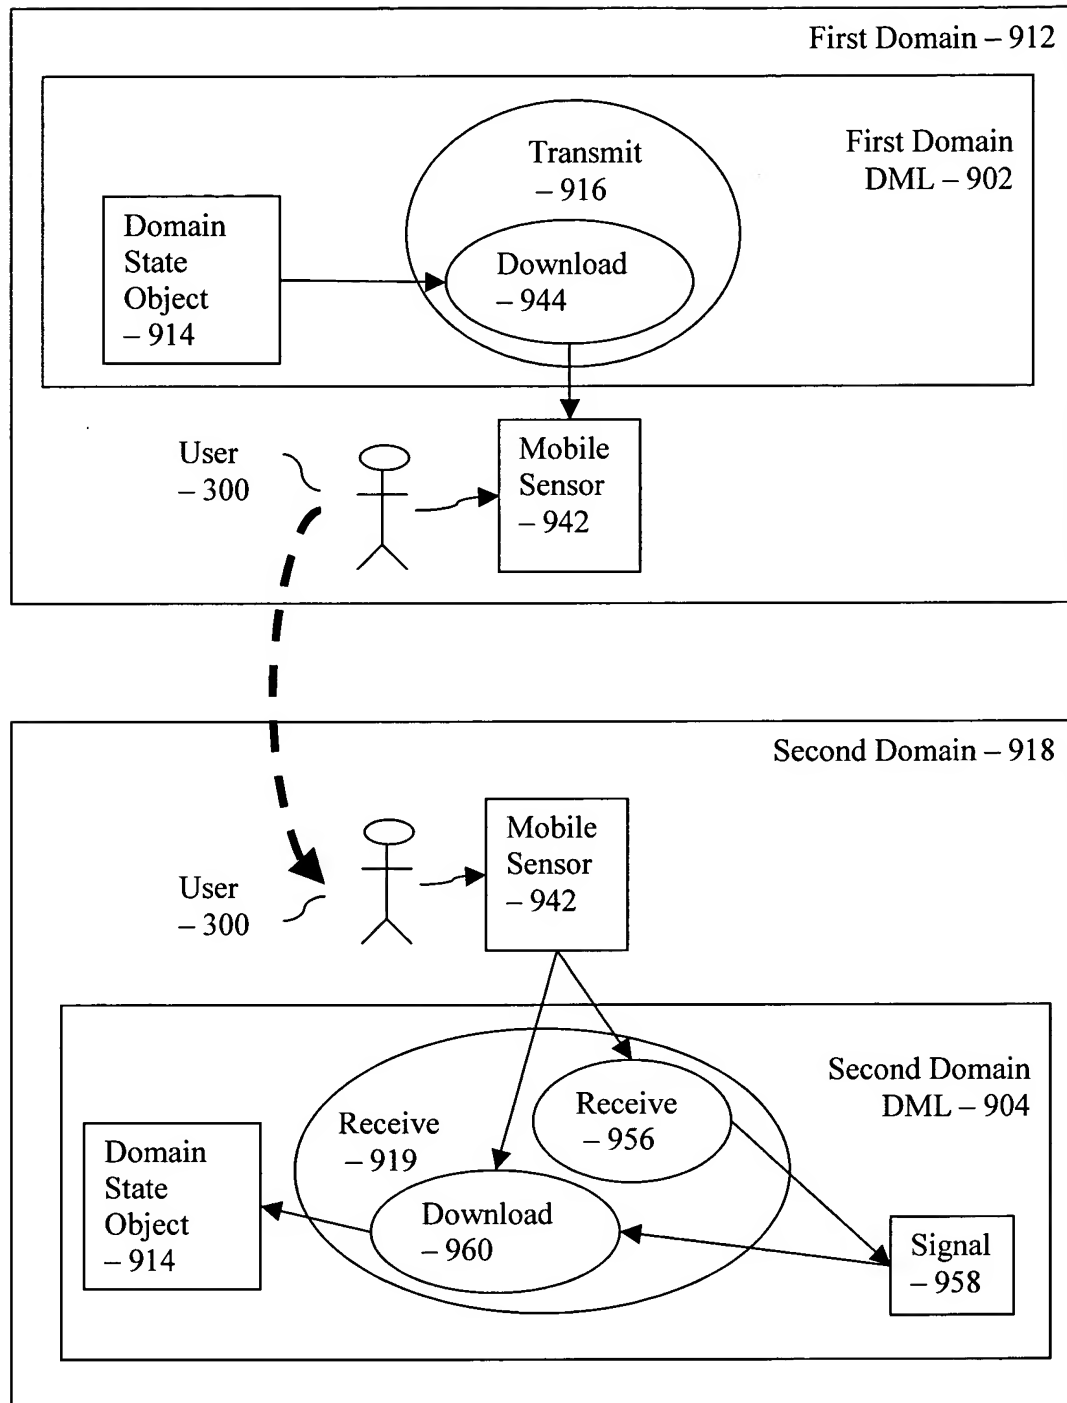 First Domain – 912
First Domain
DML – 902
Transmit
– 916
Domain
State
Object
– 914
Download
– 944
User
– 300
Mobile
Sensor
– 942
Second Domain – 918
Mobile
Sensor
– 942
User
– 300
Second Domain
DML – 904
Receive
– 956
Receive
– 919
Domain
State
Object
– 914
Download
– 960
Signal
– 958